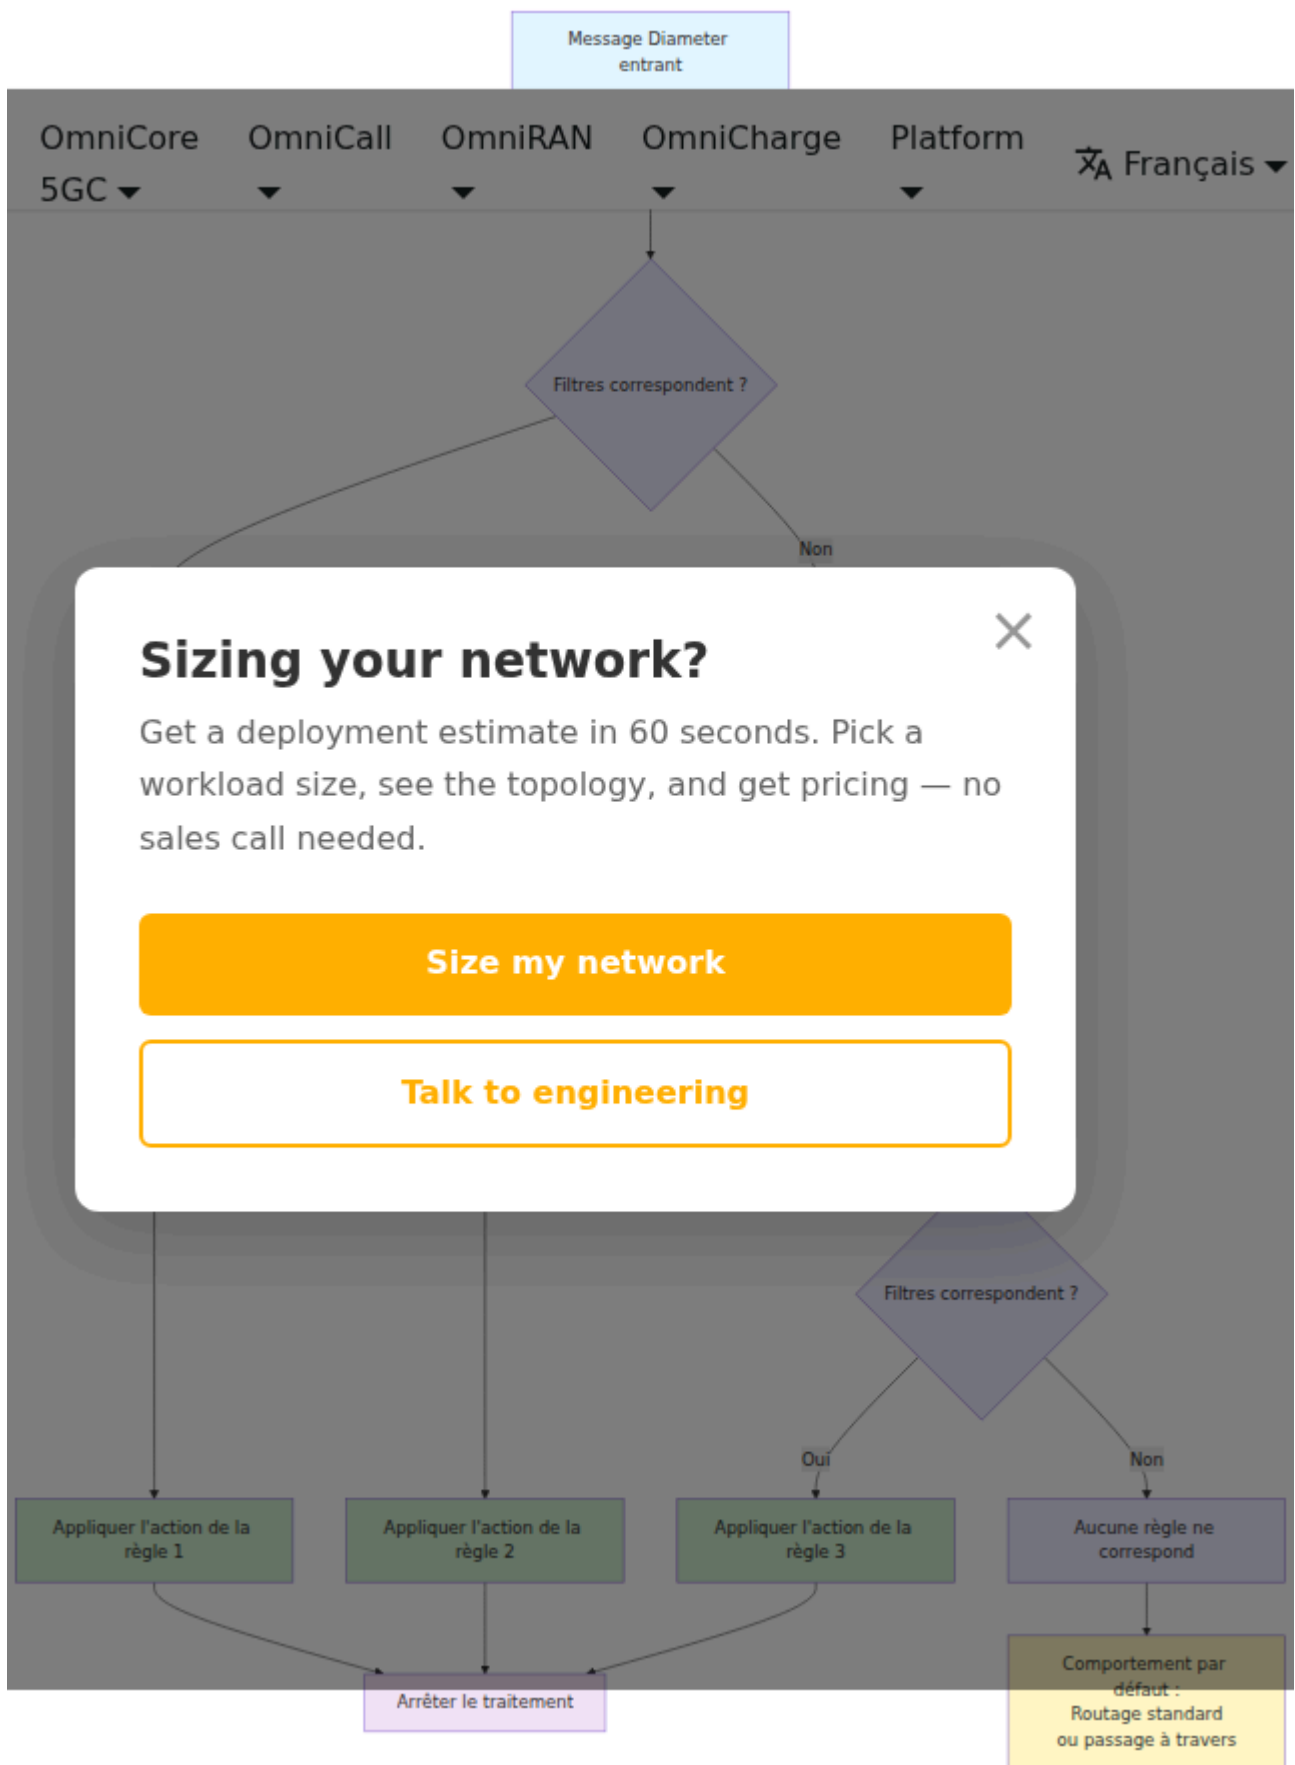 Message Diameter
entrant
OmniCore
5GC
OmniCall
OmniRAN
OmniCharge
Platform
Français
Filtres correspondent ?
Non
Sizing your network?
Get a deployment estimate in 60 seconds. Pick a
workload size, see the topology, and get pricing — no
sales call needed.
Size my network
Talk to engineering
Filtres correspondent ?
Oui
Non
Appliquer l'action de la
règle 1
Appliquer l'action de la
règle 2
Appliquer l'action de la
règle 3
Aucune règle ne
correspond
Arrêter le traitement
Comportement par
défaut :
Routage standard
ou passage à travers